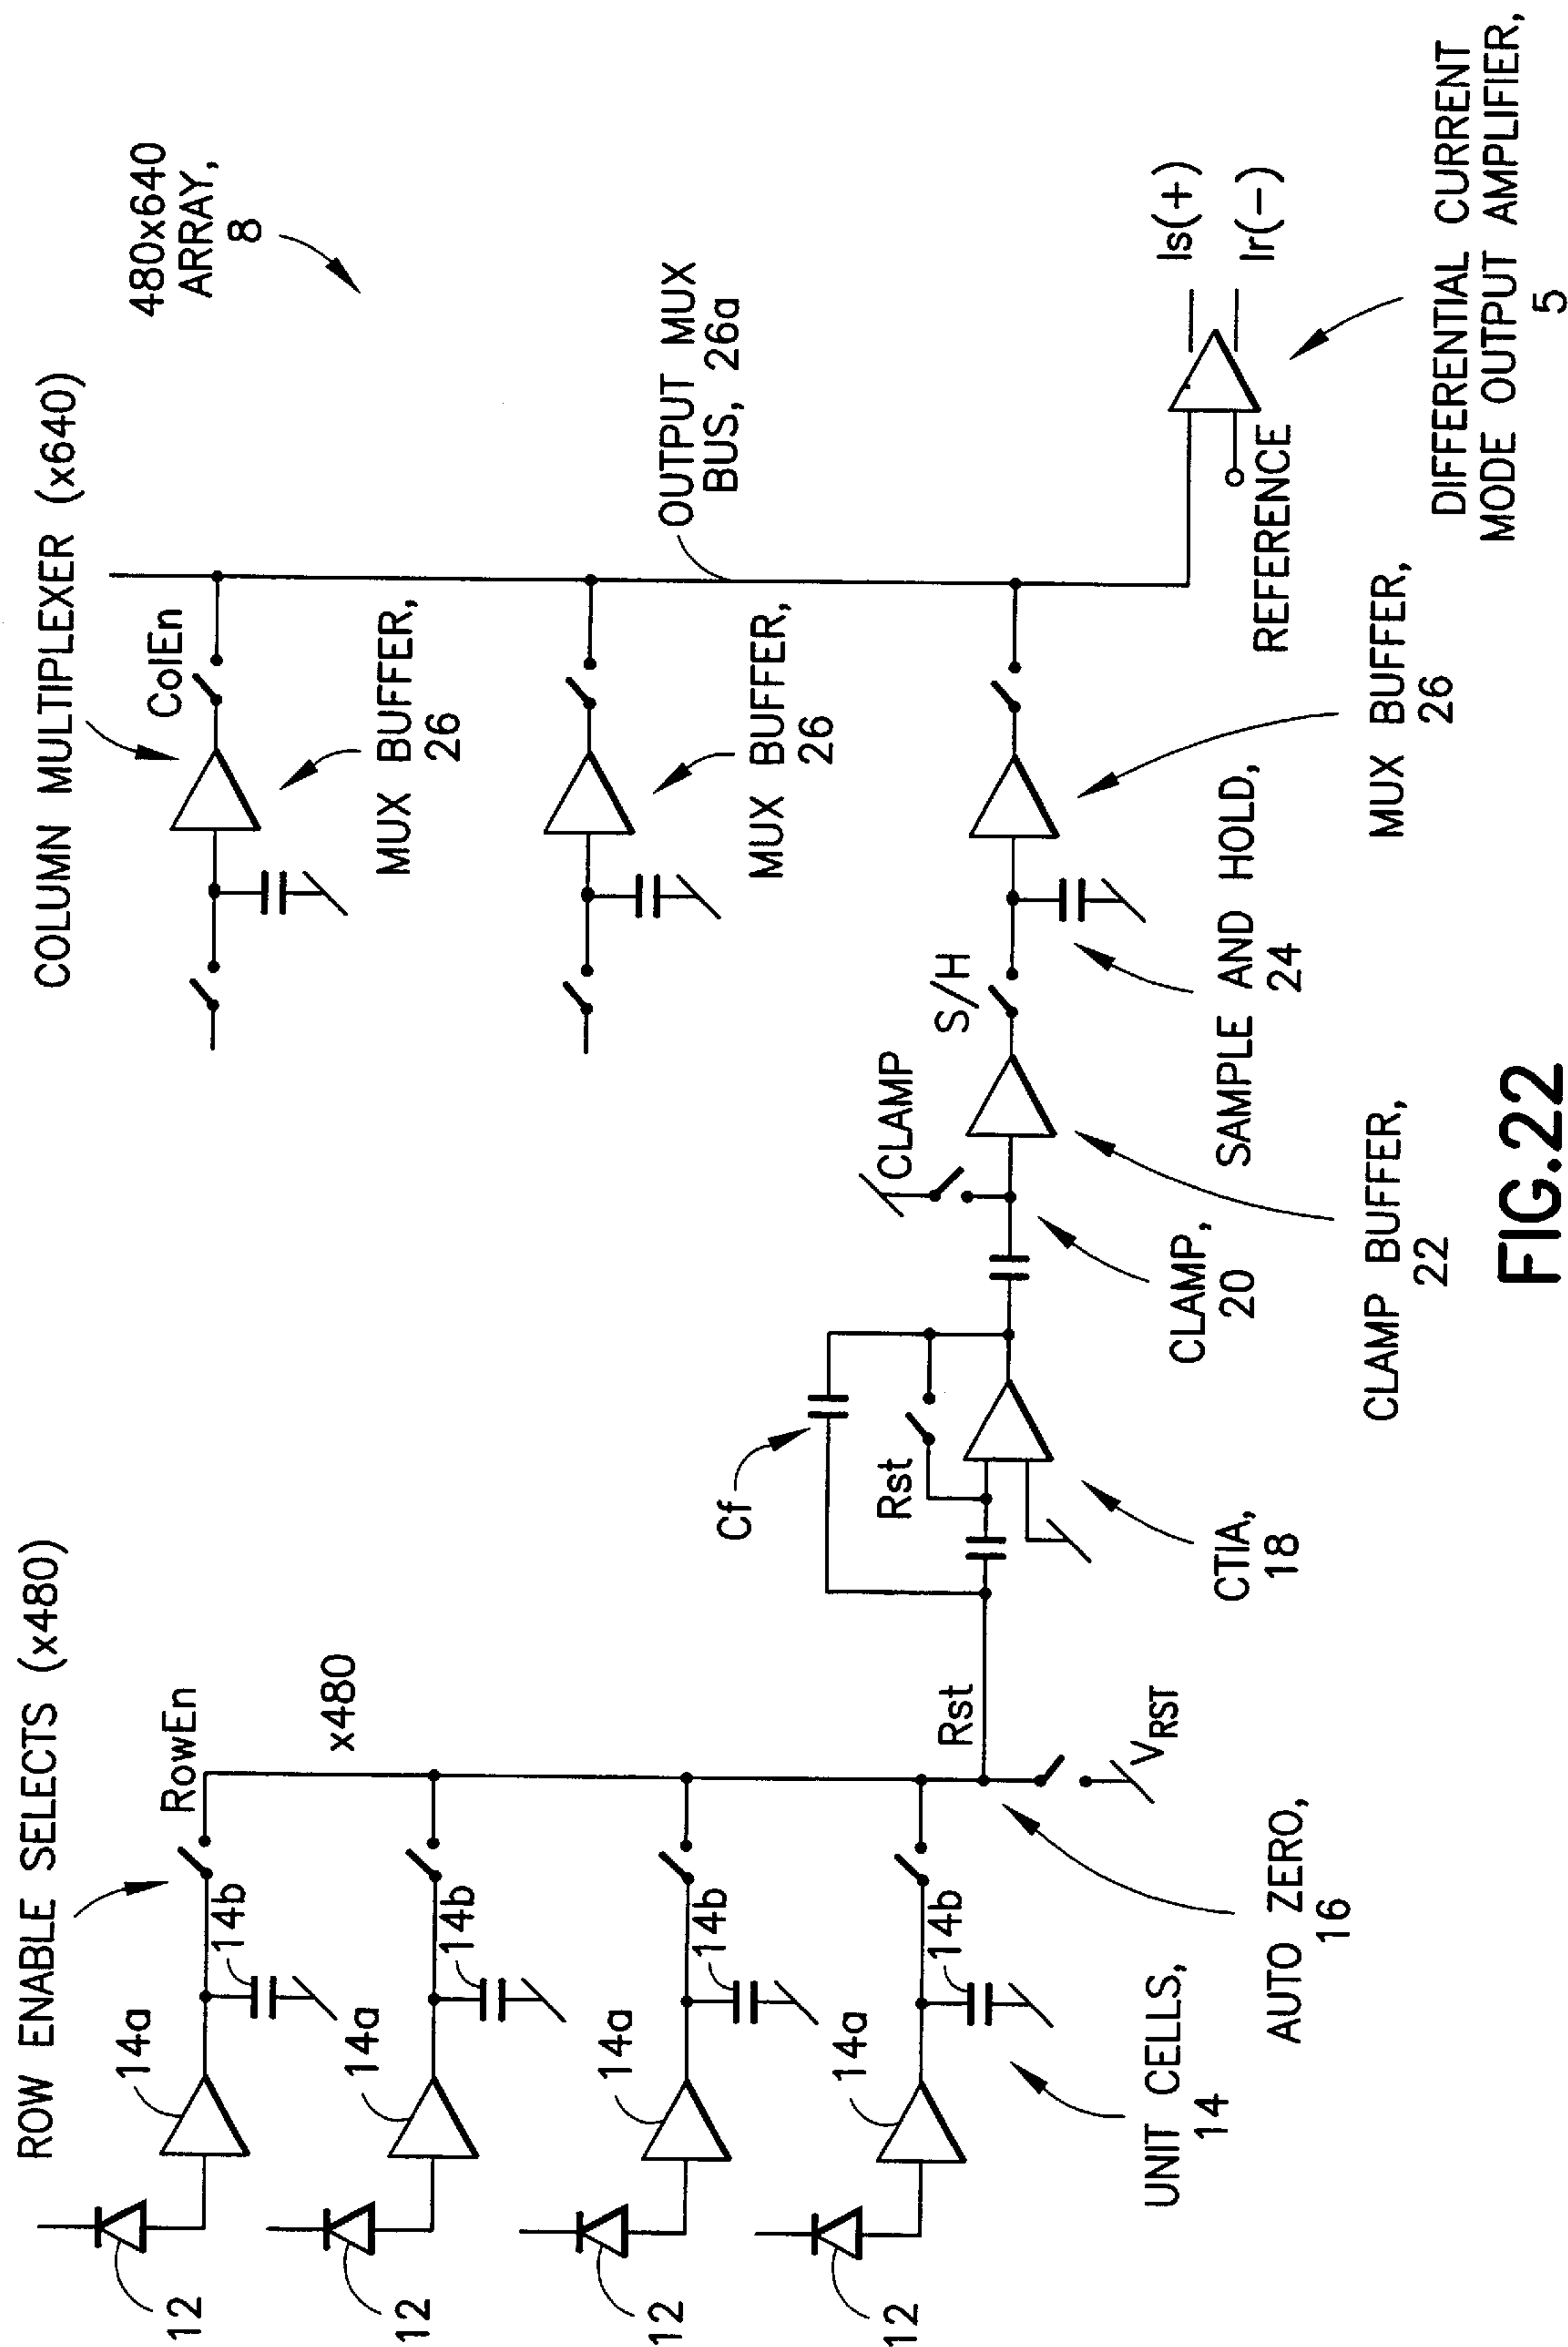 ROW ENABLE SELECTS (x480)
COLUMN MULTIPLEXER (x640)
480x640
ARRAY,
8
RowEn
ColEn
14a
14b
12
x480
MUX BUFFER,
26
14a
14b
12
OUTPUT MUX
BUS, 26a
14a
14b
12
Cf
MUX BUFFER,
26
14a
14b
12
Rst
Rst
CLAMP
S/H
VRST
Is(+)
Ir(-)
REFERENCE
UNIT CELLS,
14
AUTO ZERO,
16
CTIA,
18
CLAMP,
20
SAMPLE AND HOLD,
24
CLAMP BUFFER,
22
MUX BUFFER,
26
DIFFERENTIAL CURRENT
MODE OUTPUT AMPLIFIER,
5
FIG.22